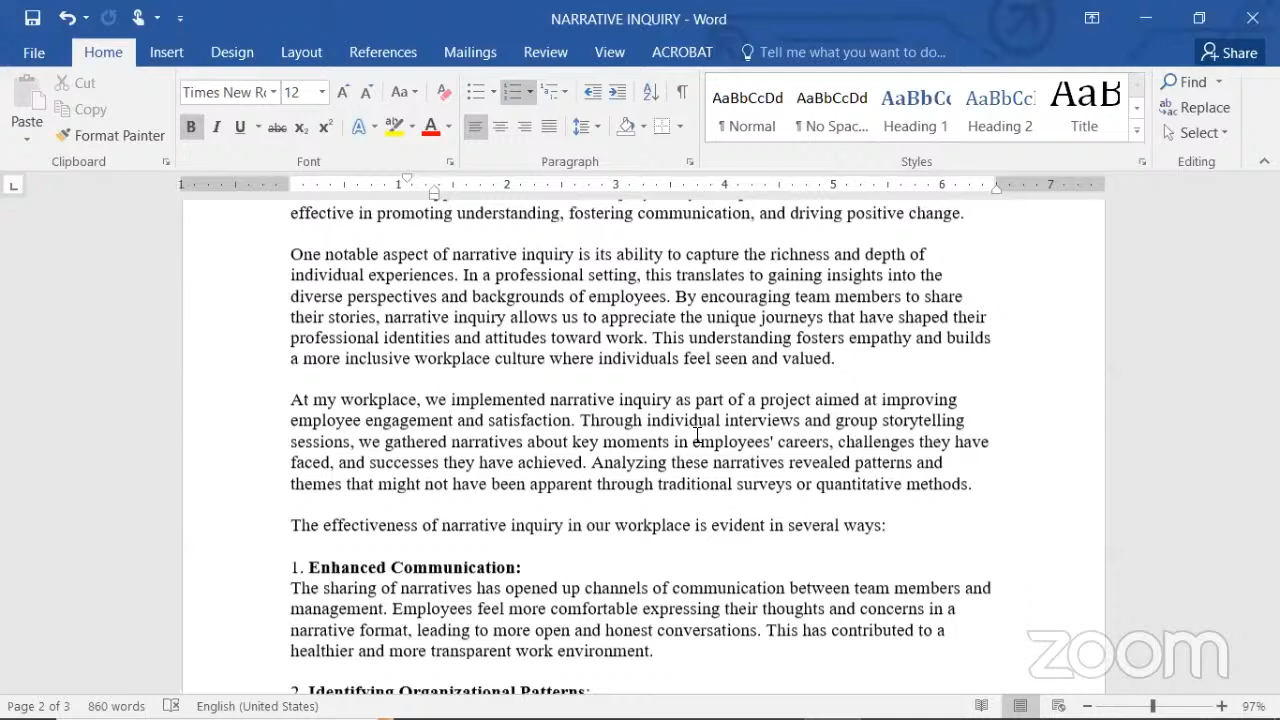 NARRATIVE INQUIRY - Word
File Home Insert Design Layout References Mailings Review View ACROBAT Tell me what you want to do... Share
Paste
Cut
Copy
Format Painter
Clipboard
Times New Ro 12 Aa
B I U abc x₂ x² A A
Font
Paragraph
AaBbCcDd AaBbCcDd AaBbCc AaBbCcl AaB
¶ Normal ¶ No Spac... Heading 1 Heading 2 Title
Styles
Find
Replace
Select
Editing
1 1 2 3 4 5 6 7
effective in promoting understanding, fostering communication, and driving positive change.
One notable aspect of narrative inquiry is its ability to capture the richness and depth of
individual experiences. In a professional setting, this translates to gaining insights into the
diverse perspectives and backgrounds of employees. By encouraging team members to share
their stories, narrative inquiry allows us to appreciate the unique journeys that have shaped their
professional identities and attitudes toward work. This understanding fosters empathy and builds
a more inclusive workplace culture where individuals feel seen and valued.
At my workplace, we implemented narrative inquiry as part of a project aimed at improving
employee engagement and satisfaction. Through individual interviews and group storytelling
sessions, we gathered narratives about key moments in employees' careers, challenges they have
faced, and successes they have achieved. Analyzing these narratives revealed patterns and
themes that might not have been apparent through traditional surveys or quantitative methods.
The effectiveness of narrative inquiry in our workplace is evident in several ways:
1. Enhanced Communication:
The sharing of narratives has opened up channels of communication between team members and
management. Employees feel more comfortable expressing their thoughts and concerns in a
narrative format, leading to more open and honest conversations. This has contributed to a
healthier and more transparent work environment.
2. Identifying Organizational Patterns:
zoom
Page 2 of 3 860 words English (United States) 97%